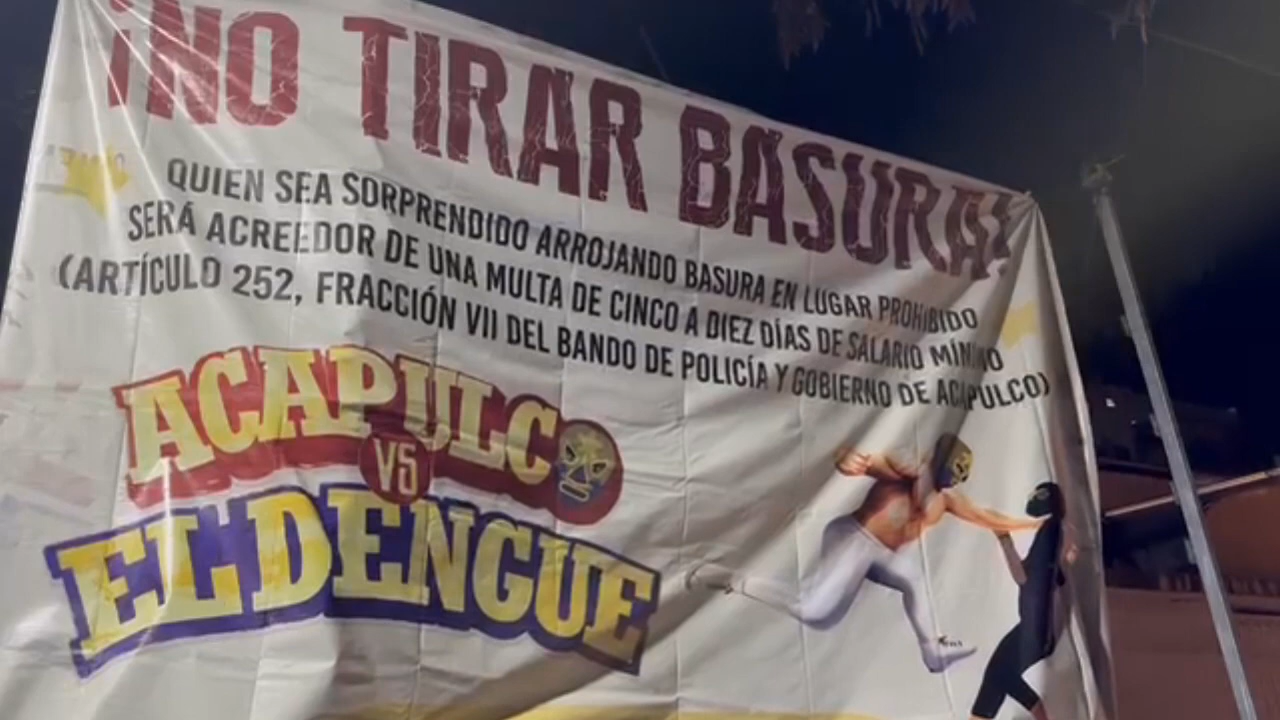 ¡NO TIRAR BASURA!
QUIEN SEA SORPRENDIDO ARROJANDO BASURA EN LUGAR PROHIBIDO
SERÁ ACREEDOR DE UNA MULTA DE CINCO A DIEZ DÍAS DE SALARIO MÍNIMO
(ARTÍCULO 252, FRACCIÓN VII DEL BANDO DE POLICÍA Y GOBIERNO DE ACAPULCO)
ACAPULCO
VS
EL DENGUE